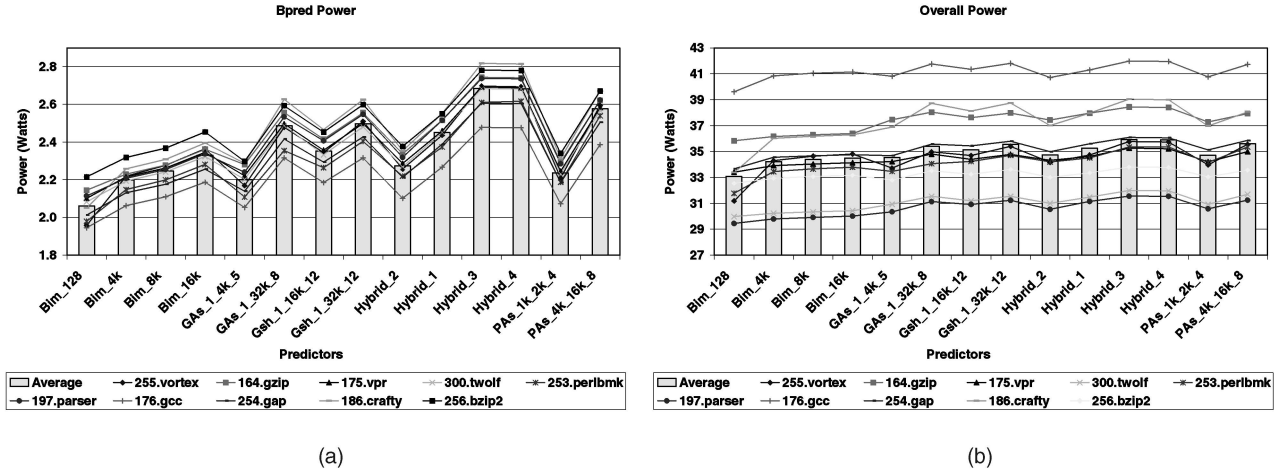 Bpred Power
Power (Watts)
2.8
2.6
2.4
2.2
2.0
1.8
Bim_128
Bim_4k
Bim_8k
Bim_16k
GAs_1_4k_5
GAs_1_32k_8
Gsh_1_16k_12
Gsh_1_32k_12
Hybrid_2
Hybrid_1
Hybrid_3
Hybrid_4
PAs_1k_2k_4
PAs_4k_16k_8
Predictors
Average 255.vortex 164.gzip 175.vpr 300.twolf 253.perlbmk
197.parser 176.gcc 254.gap 186.crafty 256.bzip2
(a)
Overall Power
Power (Watts)
43
41
39
37
35
33
31
29
27
Bim_128
Bim_4k
Bim_8k
Bim_16k
GAs_1_4k_5
GAs_1_32k_8
Gsh_1_16k_12
Gsh_1_32k_12
Hybrid_2
Hybrid_1
Hybrid_3
Hybrid_4
PAs_1k_2k_4
PAs_4k_16k_8
Predictors
Average 255.vortex 164.gzip 175.vpr 300.twolf 253.perlbmk
197.parser 176.gcc 254.gap 186.crafty 256.bzip2
(b)